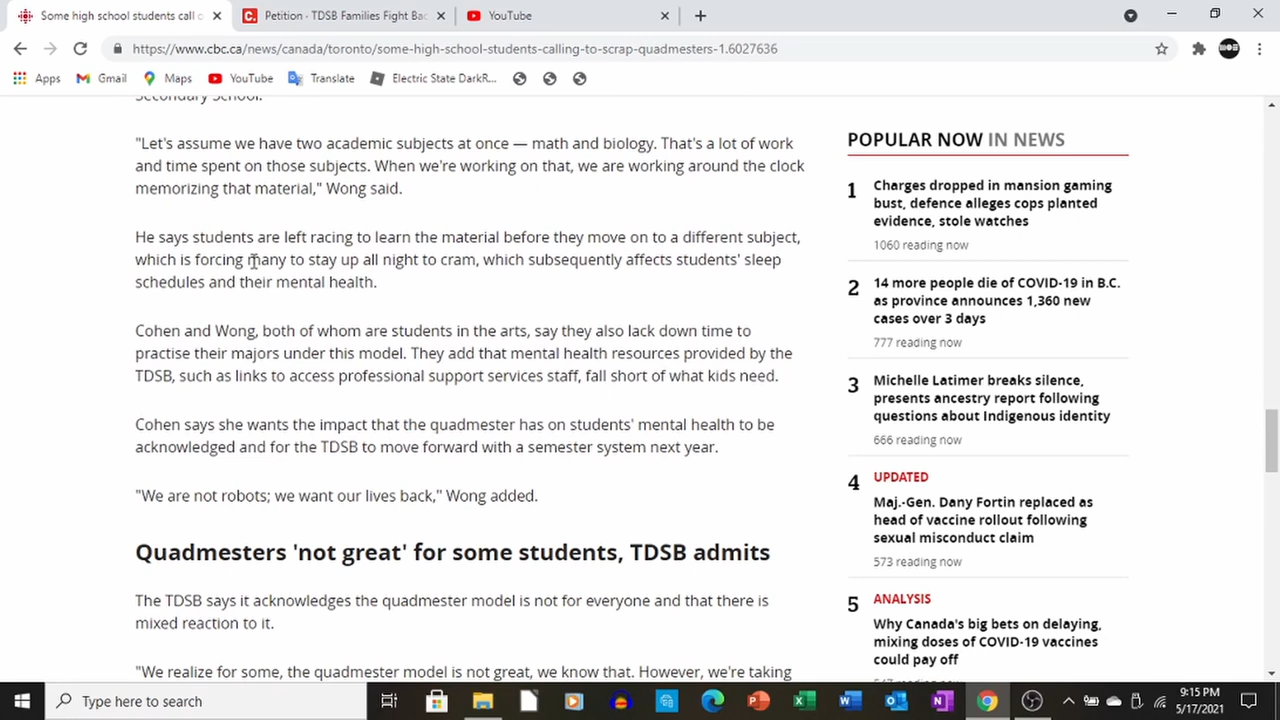 Some high school students call o
Petition · TDSB Families Fight Bac
YouTube
https://www.cbc.ca/news/canada/toronto/some-high-school-students-calling-to-scrap-quadmesters-1.6027636
Apps
Gmail
Maps
YouTube
Translate
Electric State DarkR...
Secondary School.
"Let's assume we have two academic subjects at once — math and biology. That's a lot of work
and time spent on those subjects. When we're working on that, we are working around the clock
memorizing that material," Wong said.
He says students are left racing to learn the material before they move on to a different subject,
which is forcing many to stay up all night to cram, which subsequently affects students' sleep
schedules and their mental health.
Cohen and Wong, both of whom are students in the arts, say they also lack down time to
practise their majors under this model. They add that mental health resources provided by the
TDSB, such as links to access professional support services staff, fall short of what kids need.
Cohen says she wants the impact that the quadmester has on students' mental health to be
acknowledged and for the TDSB to move forward with a semester system next year.
"We are not robots; we want our lives back," Wong added.
Quadmesters 'not great' for some students, TDSB admits
The TDSB says it acknowledges the quadmester model is not for everyone and that there is
mixed reaction to it.
"We realize for some, the quadmester model is not great, we know that. However, we're taking
POPULAR NOW IN NEWS
1
Charges dropped in mansion gaming
bust, defence alleges cops planted
evidence, stole watches
1060 reading now
2
14 more people die of COVID-19 in B.C.
as province announces 1,360 new
cases over 3 days
777 reading now
3
Michelle Latimer breaks silence,
presents ancestry report following
questions about Indigenous identity
666 reading now
4
UPDATED
Maj.-Gen. Dany Fortin replaced as
head of vaccine rollout following
sexual misconduct claim
573 reading now
5
ANALYSIS
Why Canada's big bets on delaying,
mixing doses of COVID-19 vaccines
could pay off
Type here to search
9:15 PM
5/17/2021